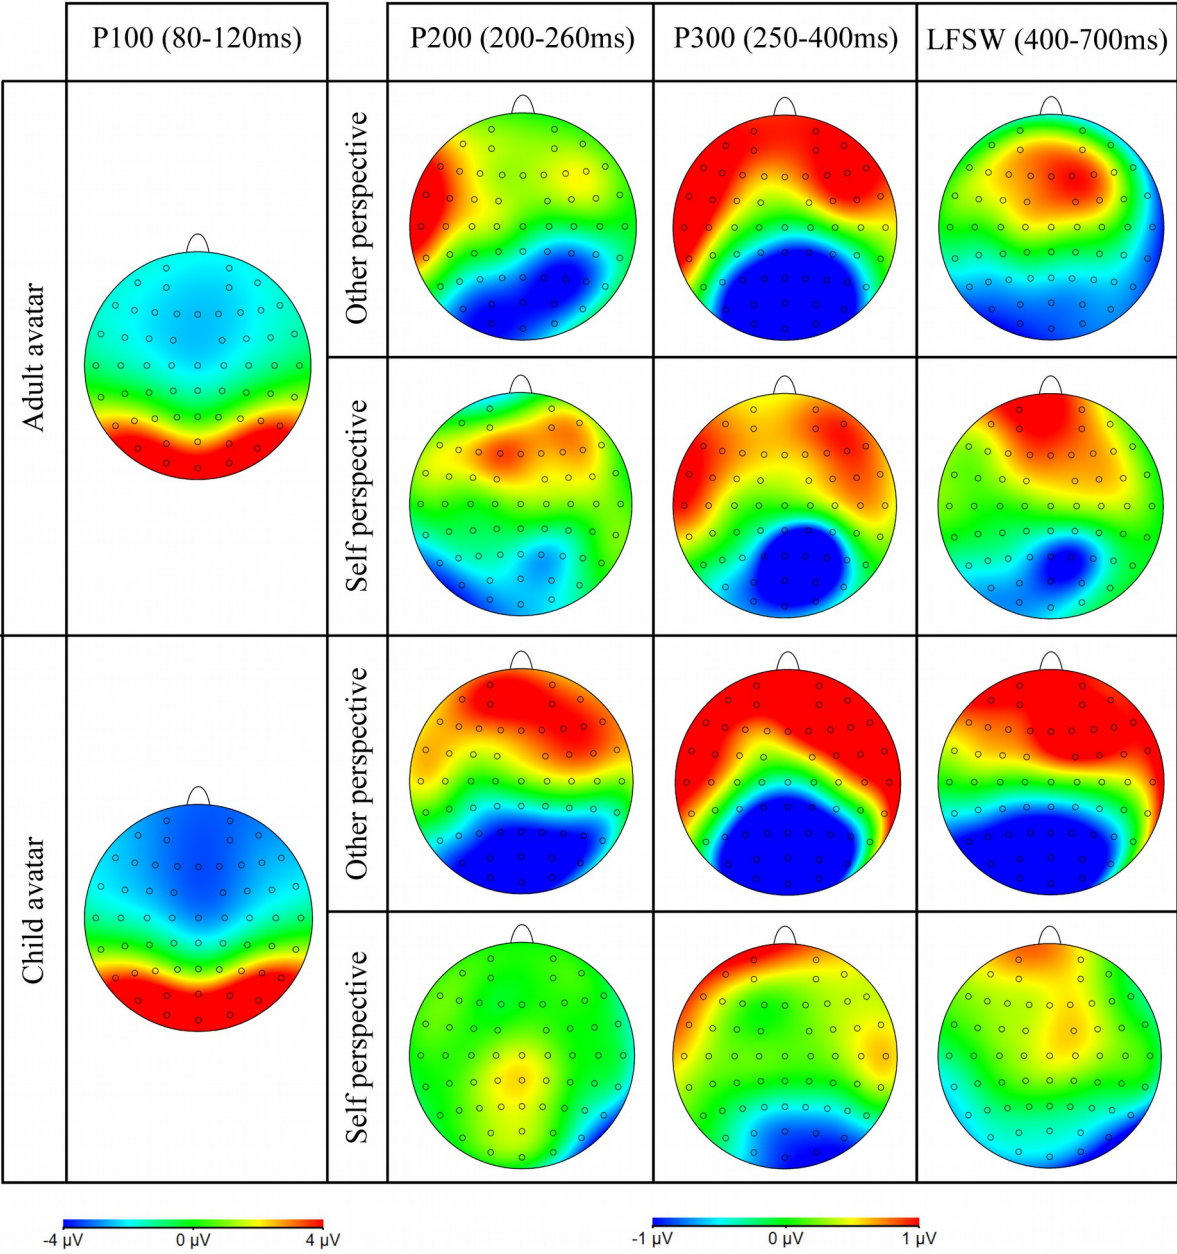 P100 (80-120ms)
P200 (200-260ms)
P300 (250-400ms)
LFSW (400-700ms)
Adult avatar
Other perspective
Self perspective
Child avatar
Other perspective
Self perspective
-4 µV
0 µV
4 µV
-1 µV
0 µV
1 µV